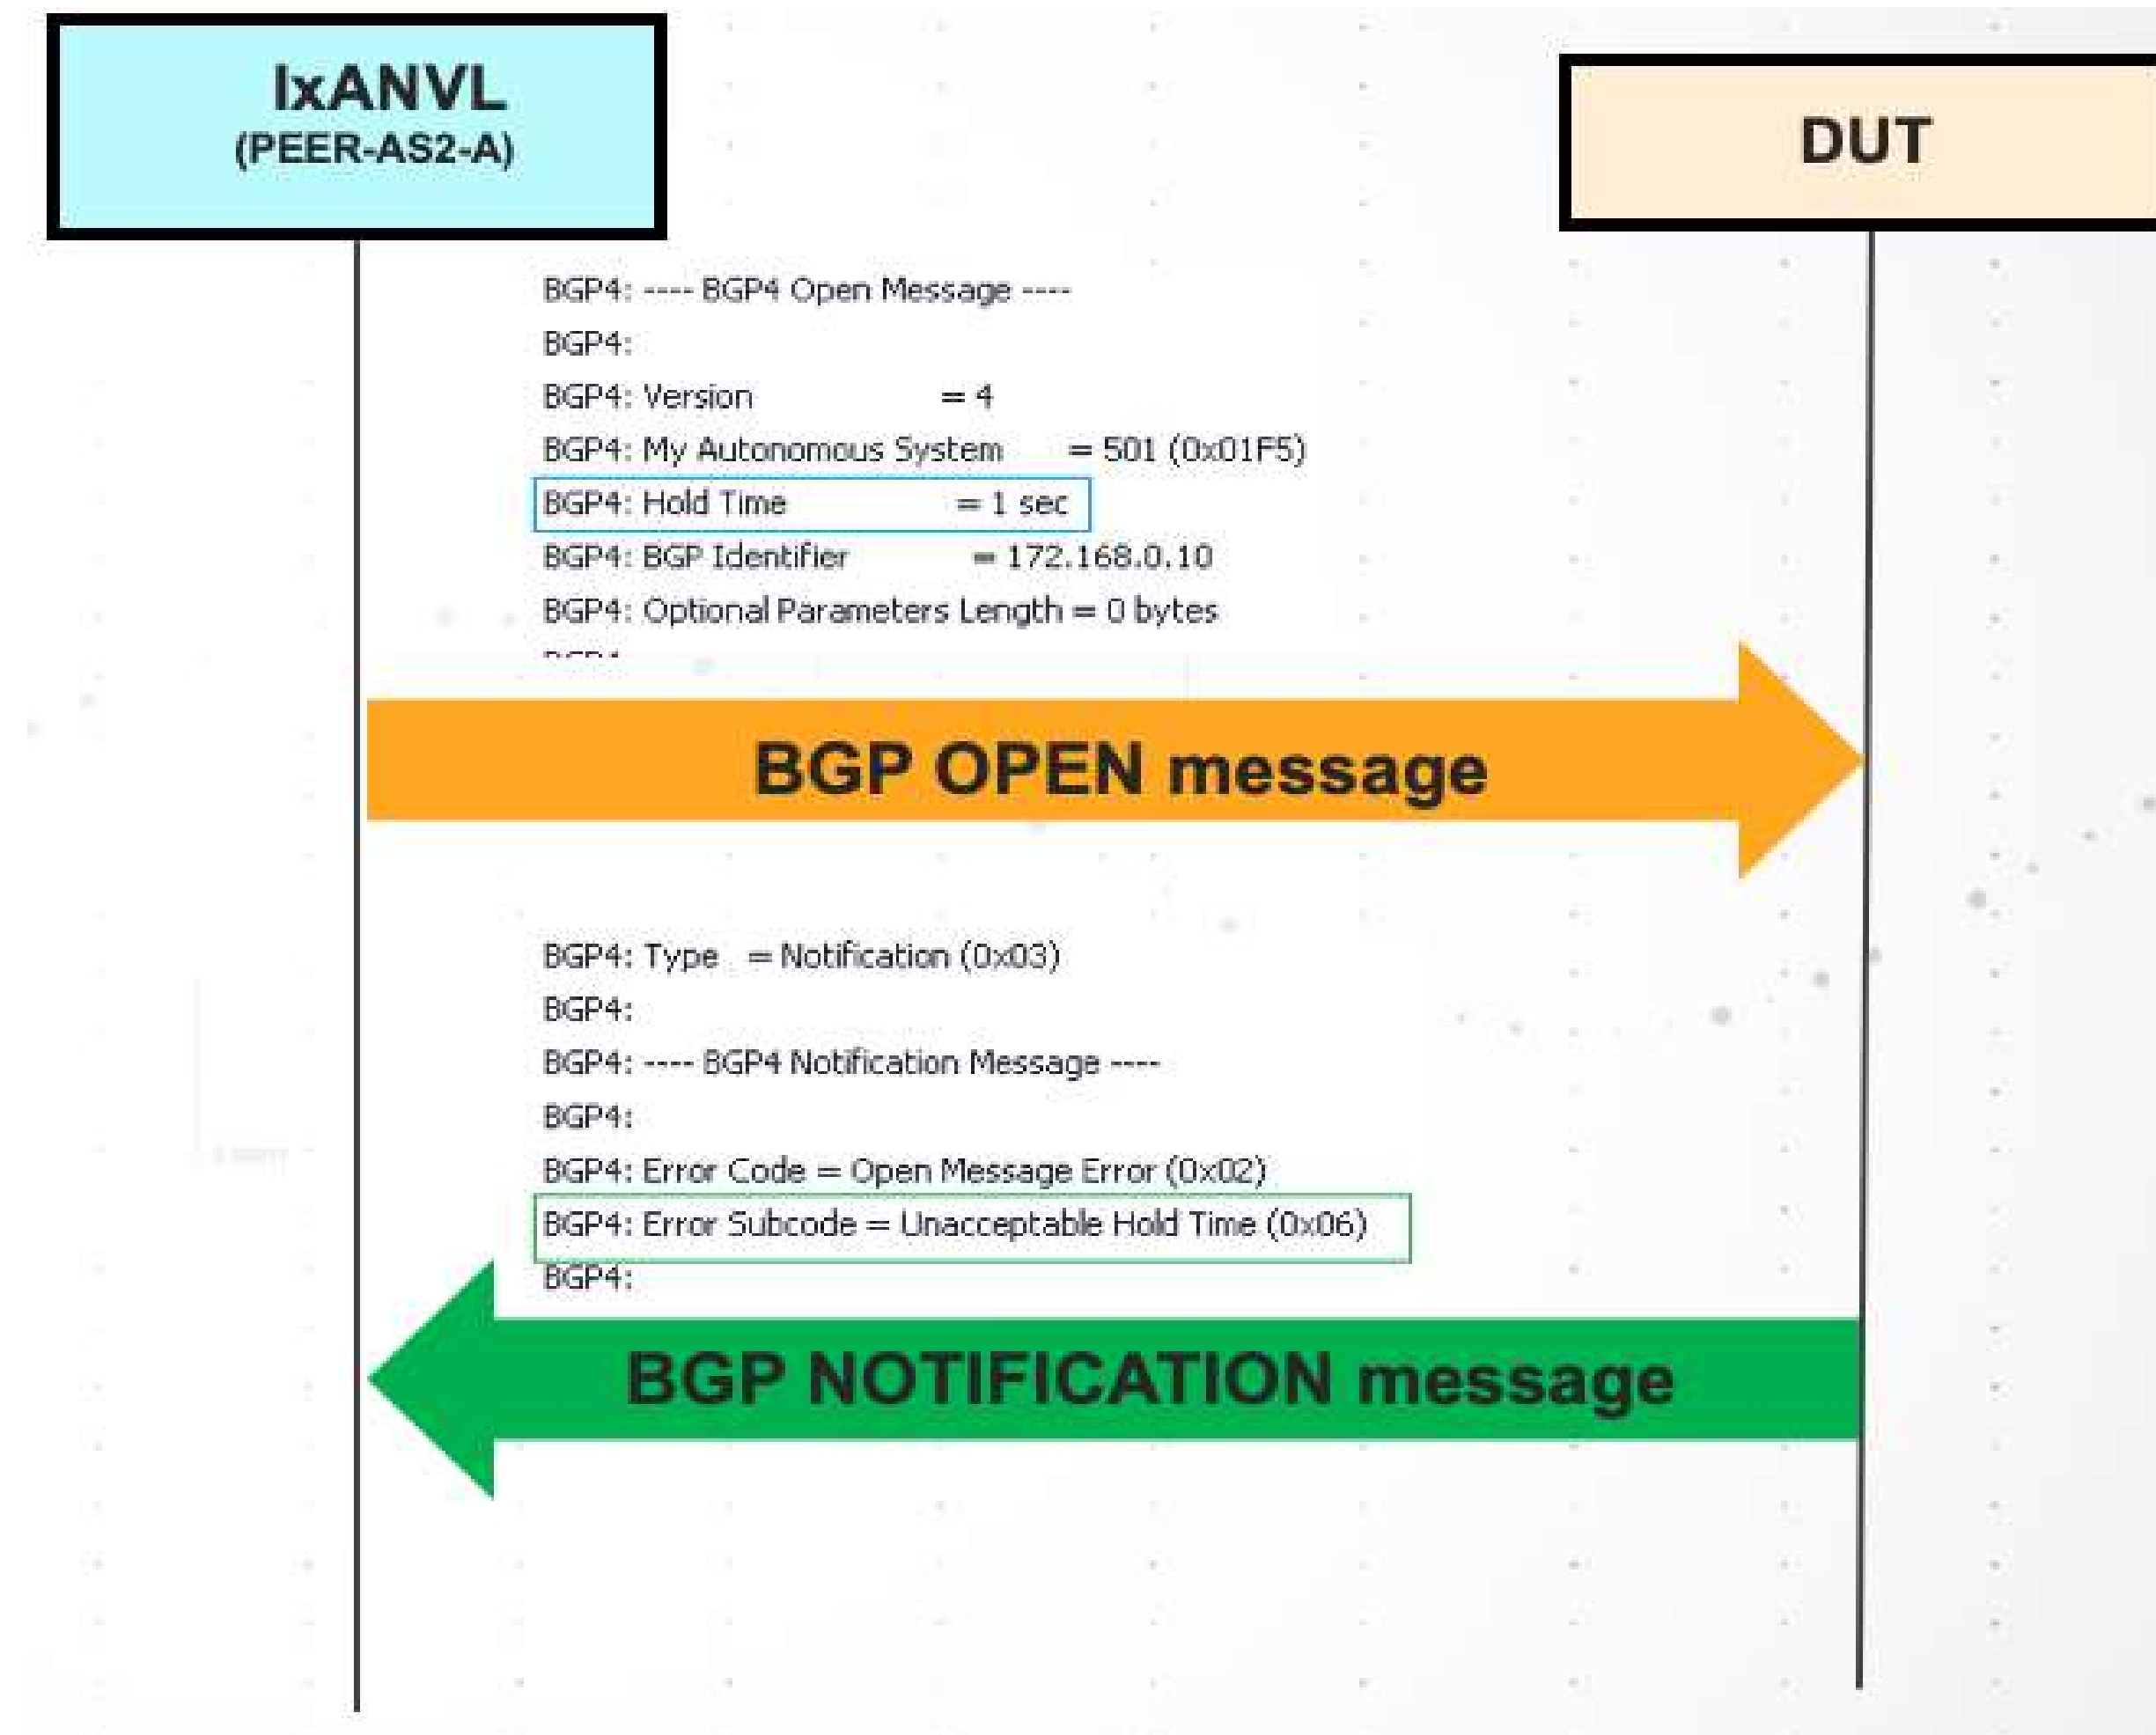 IxANVL
(PEER-AS2-A)
DUT
BGP4: ---- BGP4 Open Message ----
BGP4:
BGP4: Version = 4
BGP4: My Autonomous System = 501 (0x01F5)
BGP4: Hold Time = 1 sec
BGP4: BGP Identifier = 172.168.0.10
BGP4: Optional Parameters Length = 0 bytes
BGP OPEN message
BGP4: Type = Notification (0x03)
BGP4:
BGP4: ---- BGP4 Notification Message ----
BGP4:
BGP4: Error Code = Open Message Error (0x02)
BGP4: Error Subcode = Unacceptable Hold Time (0x06)
BGP4:
BGP NOTIFICATION message